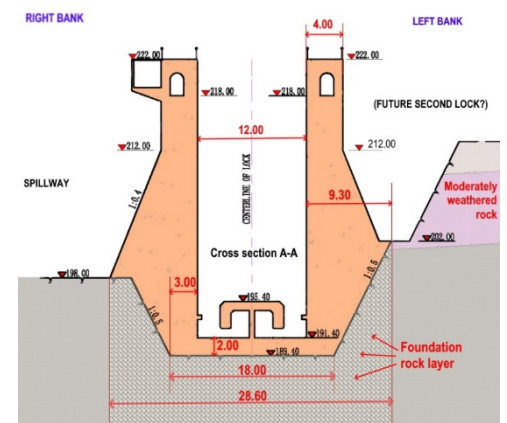 RIGHT BANK
LEFT BANK
4.00
222.00
222.00
218.00
218.00
(FUTURE SECOND LOCK?)
12.00
212.00
212.00
CENTERLINE OF LOCK
SPILLWAY
1:0.4
9.30
Moderately
weathered
rock
202.00
Cross section A-A
198.00
1:0.5
1:0.5
3.00
195.40
191.40
2.00
189.40
Foundation
rock layer
18.00
28.60